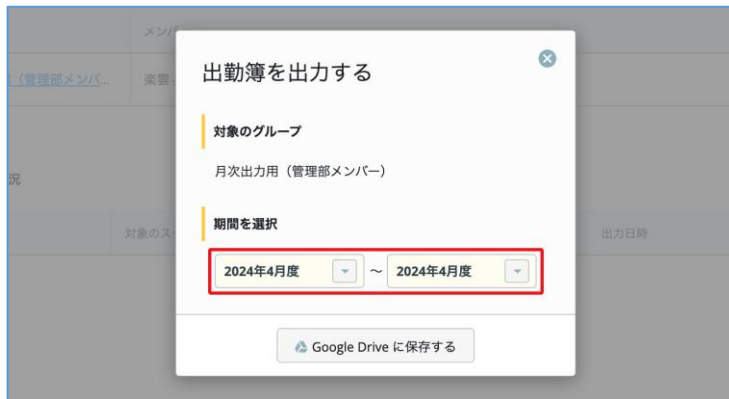 メンバ
出勤簿を出力する
（管理部メンバ...
楽雲
対象のグループ
月次出力用（管理部メンバー）
況
期間を選択
対象のス
出力日時
2024年4月度 ～ 2024年4月度
Google Drive に保存する